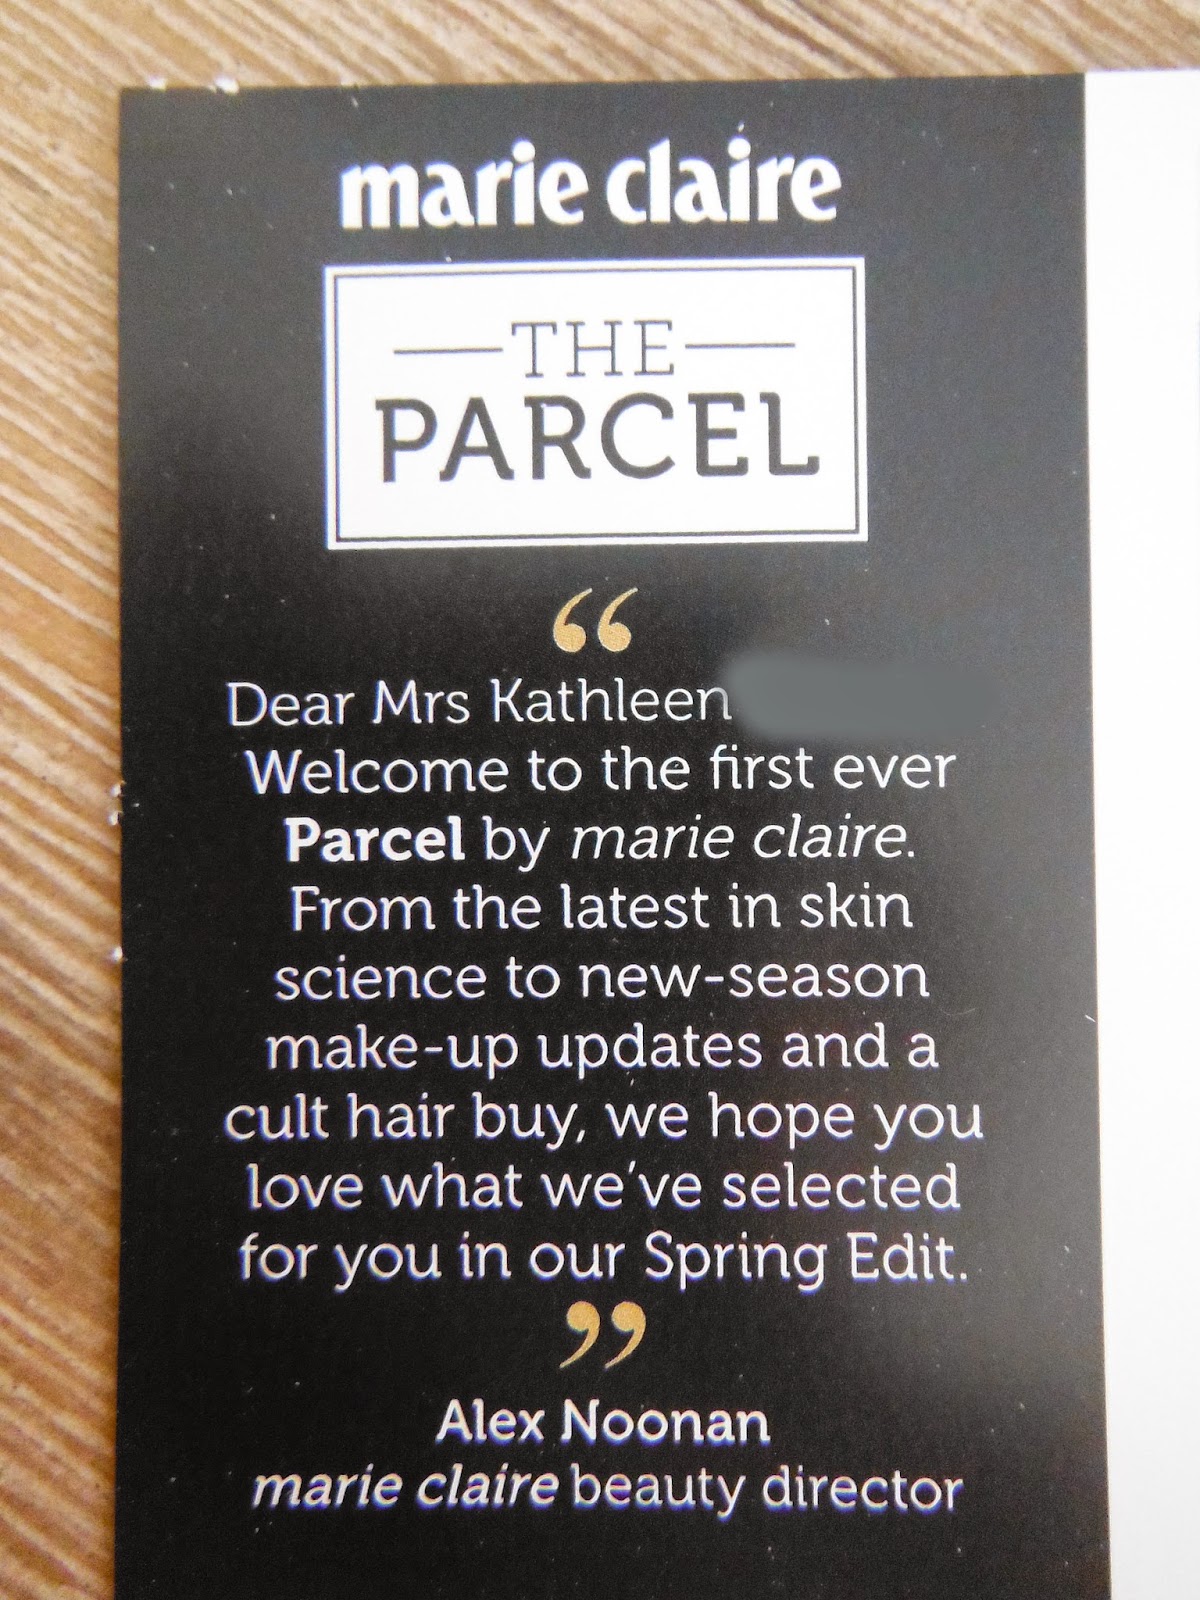 marie claire
THE
PARCEL
“
Dear Mrs Kathleen
Welcome to the first ever
Parcel by marie claire.
From the latest in skin
science to new-season
make-up updates and a
cult hair buy, we hope you
love what we’ve selected
for you in our Spring Edit.
”
Alex Noonan
marie claire beauty director